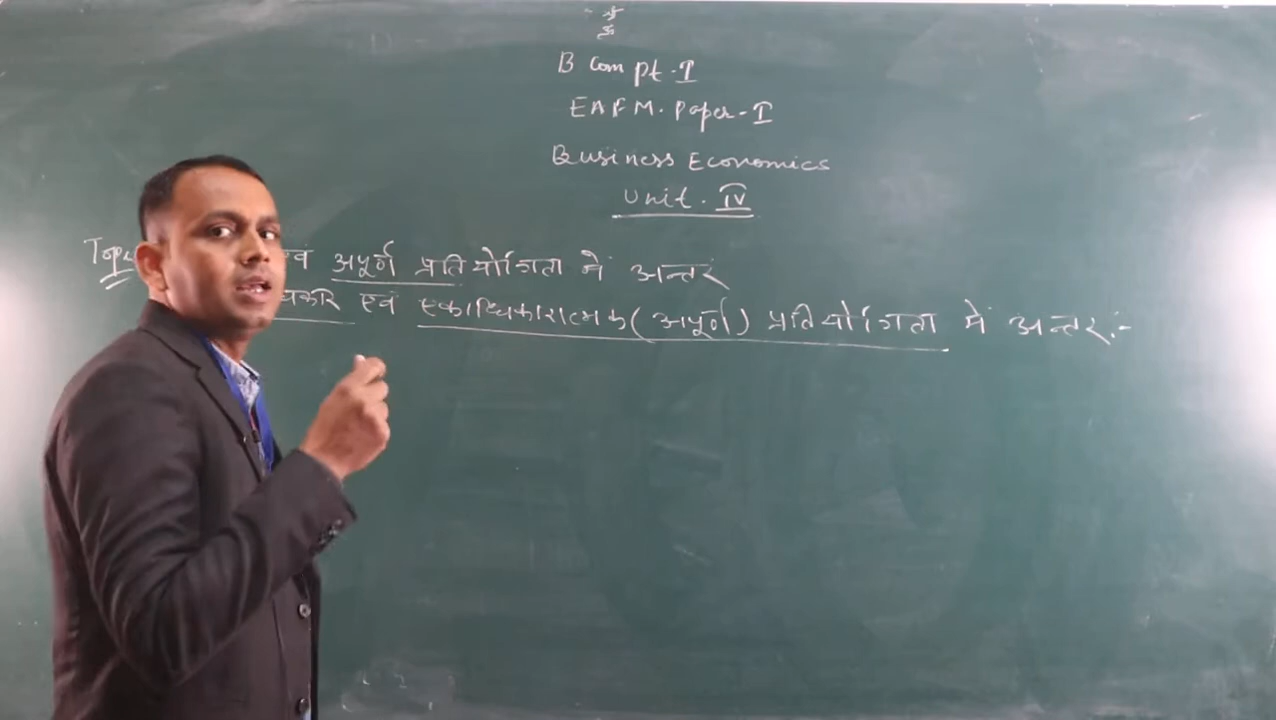 B Com Pt-I
EAFM. Paper-I
Business Economics
Unit. IV
एवं अपूर्ण प्रतियोगिता में अन्तर
एवं एकाधिकारात्मक (अपूर्ण) प्रतियोगिता में अन्तर:-